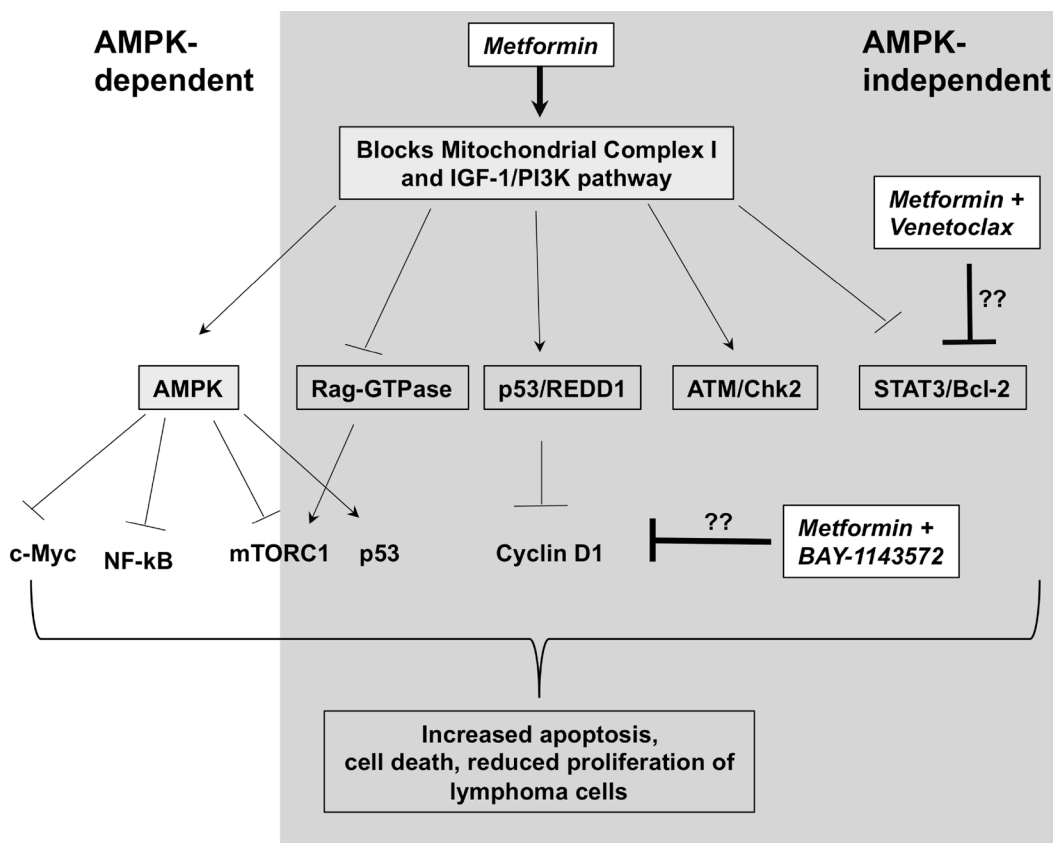 AMPK-
dependent
Metformin
AMPK-
independent
Blocks Mitochondrial Complex I
and IGF-1/PI3K pathway
Metformin +
Venetoclax
??
AMPK
Rag-GTPase
p53/REDD1
ATM/Chk2
STAT3/Bcl-2
c-Myc
NF-kB
mTORC1
p53
Cyclin D1
??
Metformin +
BAY-1143572
Increased apoptosis,
cell death, reduced proliferation of
lymphoma cells